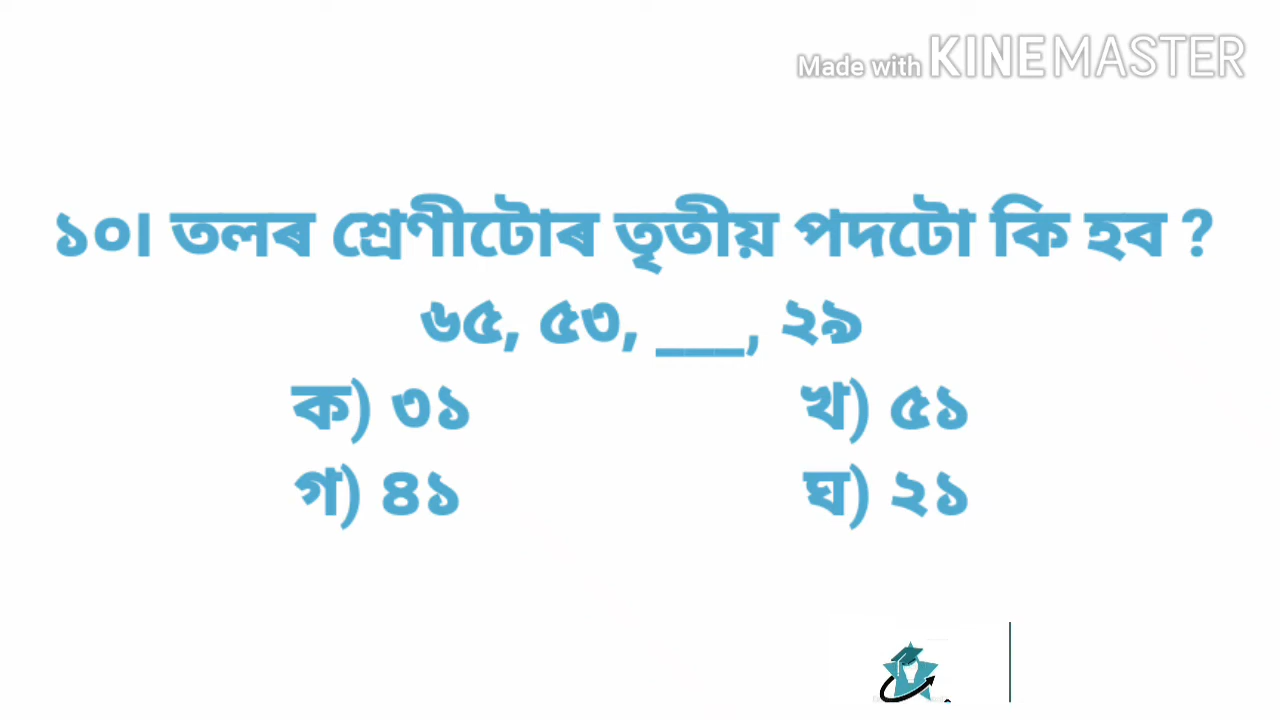 Made with KINEMASTER
১০। তলৰ শ্ৰেণীটোৰ তৃতীয় পদটো কি হব ?
৬৫, ৫৩, ___, ২৯
ক) ৩১ খ) ৫১
গ) ৪১ ঘ) ২১